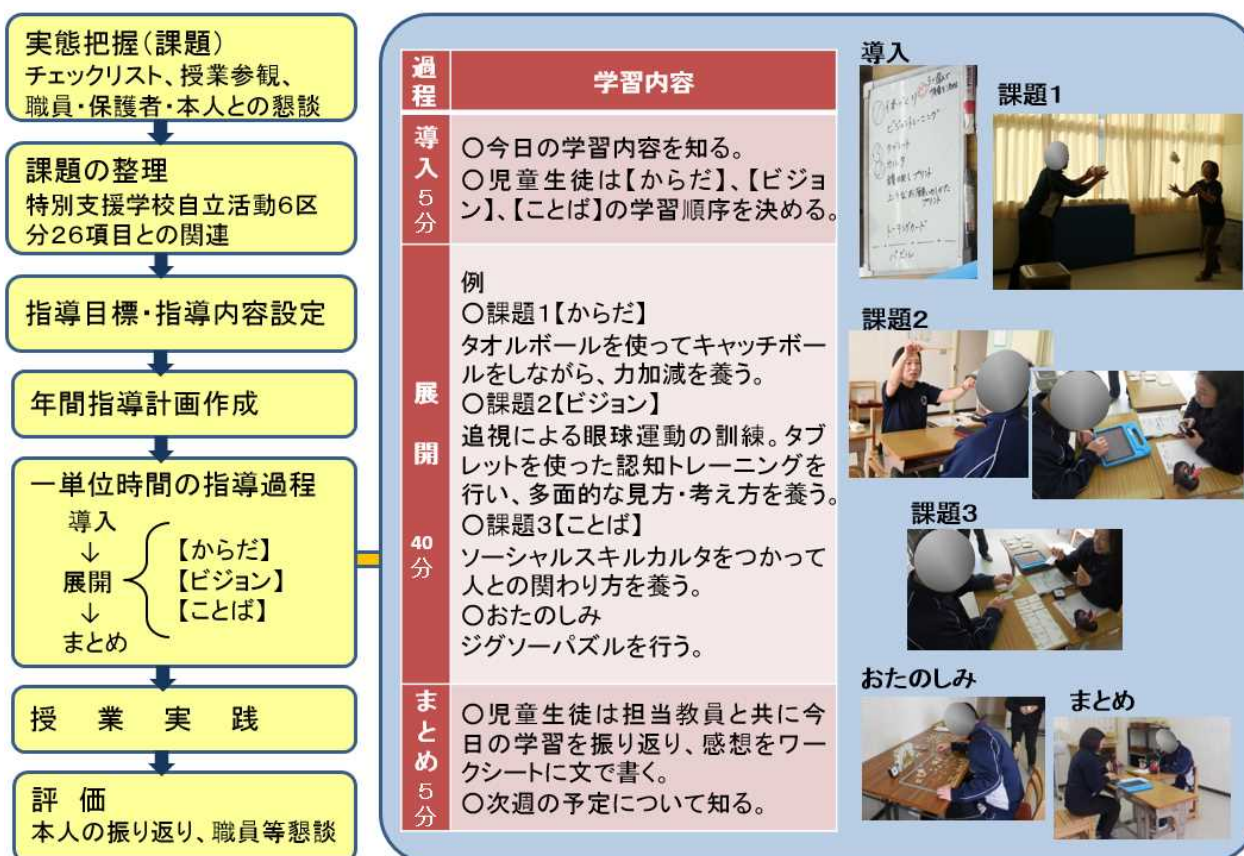 実態把握(課題)
チェックリスト、授業参観、
職員・保護者・本人との懇談
課題の整理
特別支援学校自立活動6区
分26項目との関連
指導目標・指導内容設定
年間指導計画作成
一単位時間の指導過程
導入
↓
展開
↓
まとめ
【からだ】
【ビジョン】
【ことば】
授業実践
評価
本人の振り返り、職員等懇談
過程
学習内容
導入 5分
○今日の学習内容を知る。
○児童生徒は【からだ】、【ビジョ
ン】、【ことば】の学習順序を決める。
展開 40分
例
○課題1【からだ】
タオルボールを使ってキャッチボー
ルをしながら、力加減を養う。
○課題2【ビジョン】
追視による眼球運動の訓練。タブ
レットを使った認知トレーニングを
行い、多面的な見方・考え方を養う。
○課題3【ことば】
ソーシャルスキルカルタをつかって
人との関わり方を養う。
○おたのしみ
ジグソーパズルを行う。
まとめ 5分
○児童生徒は担当教員と共に今
日の学習を振り返り、感想をワー
クシートに文で書く。
○次週の予定について知る。
導入
ビジョントレーニング
カルタ
パズル
課題1
課題2
課題3
おたのしみ
まとめ